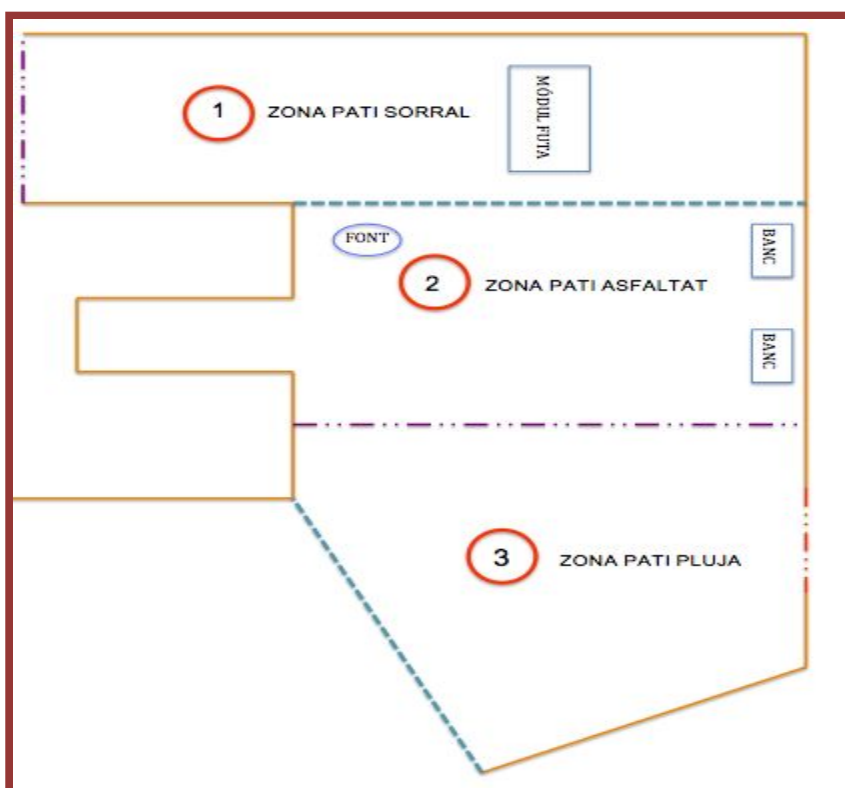 1 ZONA PATI SORRAL
MÓDUL FUTA
FONT
BANC
2 ZONA PATI ASFALTAT
BANC
3 ZONA PATI PLUJA